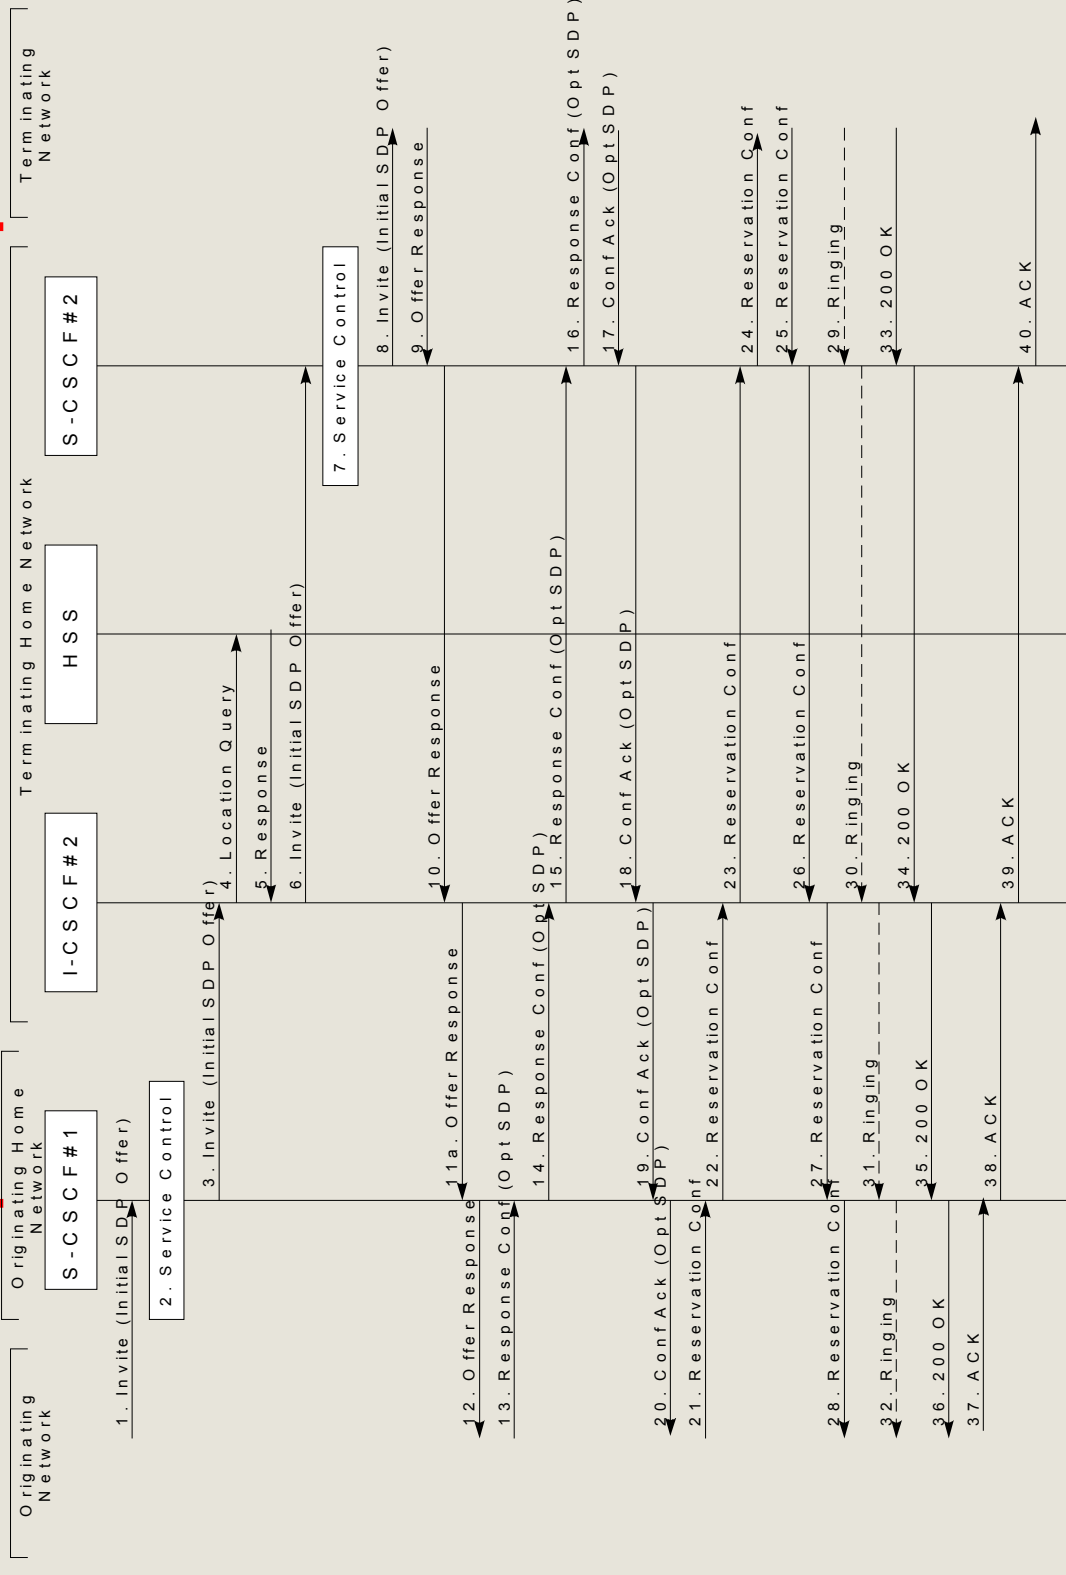 Originating
Network
Originating Home
Network
Terminating Home Network
Terminating
Network
S-CSCF#1
I-CSCF#2
HSS
S-CSCF#2
1. Invite (Initial SDP Offer)
2. Service Control
3. Invite (Initial SDP Offer)
4. Location Query
5. Response
6. Invite (Initial SDP Offer)
7. Service Control
8. Invite (Initial SDP Offer)
9. Offer Response
10. Offer Response
11a. Offer Response
12. Offer Response
13. Response Conf (Opt SDP)
14. Response Conf (Opt SDP)
15. Response Conf (Opt SDP)
16. Response Conf (Opt SDP)
17. Conf Ack (Opt SDP)
18. Conf Ack (Opt SDP)
19. Conf Ack (Opt SDP)
20. Conf Ack (Opt SDP)
21. Reservation Conf
22. Reservation Conf
23. Reservation Conf
24. Reservation Conf
25. Reservation Conf
26. Reservation Conf
27. Reservation Conf
28. Reservation Conf
29. Ringing
30. Ringing
31. Ringing
32. Ringing
33. 200 OK
34. 200 OK
35. 200 OK
36. 200 OK
37. ACK
38. ACK
39. ACK
40. ACK